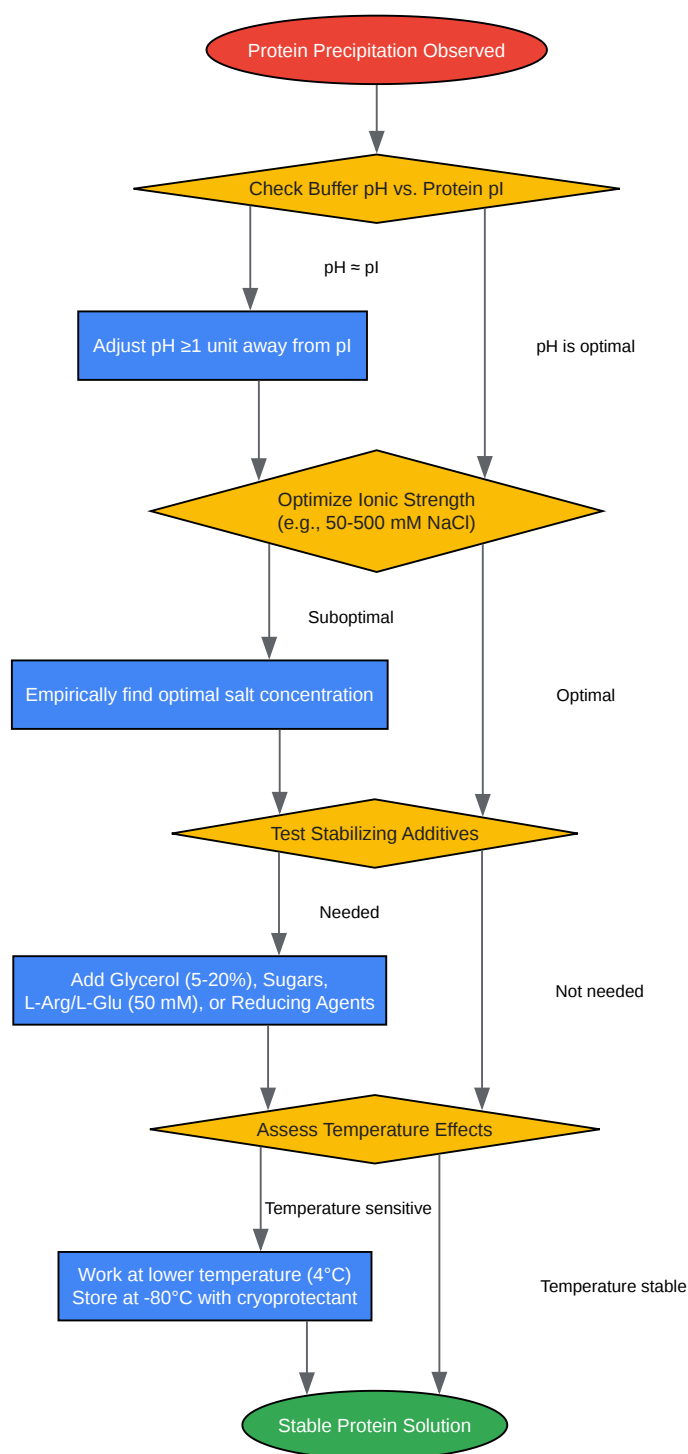 Protein Precipitation Observed
Check Buffer pH vs. Protein pI
pH ≈ pI
Adjust pH ≥1 unit away from pI
pH is optimal
Optimize Ionic Strength
(e.g., 50-500 mM NaCl)
Suboptimal
Empirically find optimal salt concentration
Optimal
Test Stabilizing Additives
Needed
Add Glycerol (5-20%), Sugars,
L-Arg/L-Glu (50 mM), or Reducing Agents
Not needed
Assess Temperature Effects
Temperature sensitive
Work at lower temperature (4°C)
Store at -80°C with cryoprotectant
Temperature stable
Stable Protein Solution